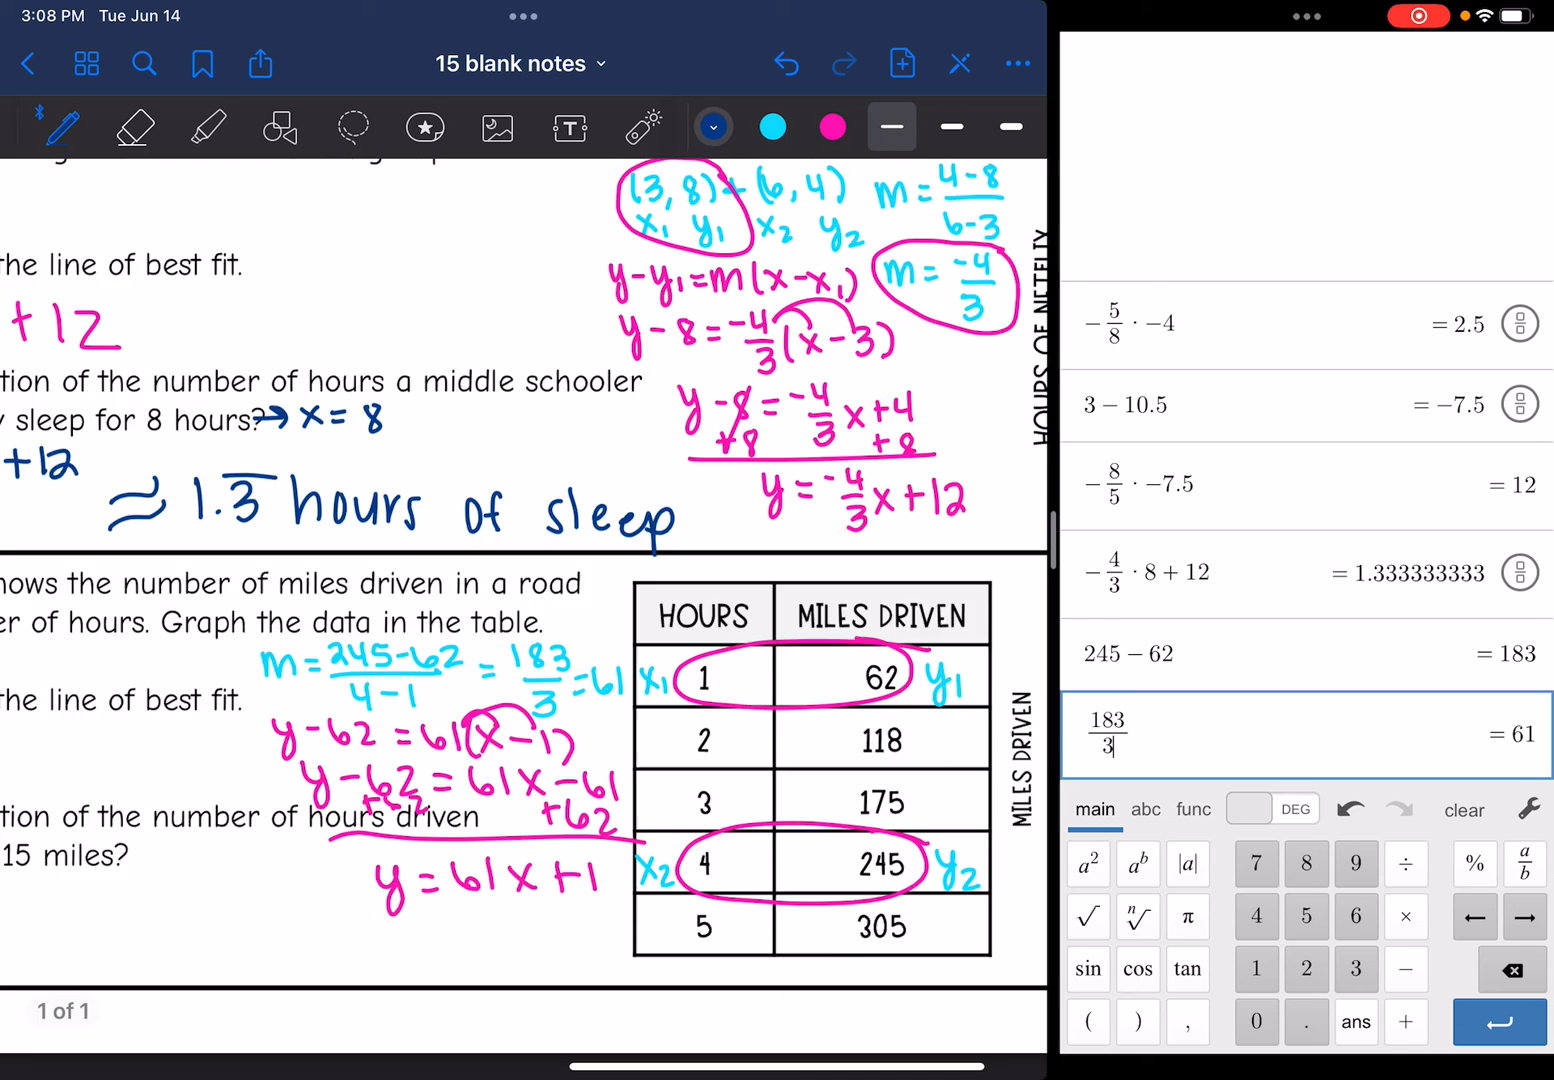 3:08 PM Tue Jun 14
15 blank notes
(3, 8) + (6, 4) m = 4-8/6-3
x₁ y₁ x₂ y₂
the line of best fit.
y-y₁=m(x-x₁) m = -4/3
+12
y-8=-4/3(x-3)
tion of the number of hours a middle schooler
y-8=-4/3x+4
sleep for 8 hours? → x=8
+8 +8
+12
y=-4/3x+12
≈ 1.3̅ hours of sleep
HOURS OF NETFLIX
hows the number of miles driven in a road
er of hours. Graph the data in the table.
m = 245-62/4-1 = 183/3 = 61
the line of best fit.
y-62=61(x-1)
y-62=61x-61
+62 +62
tion of the number of hours driven
15 miles?
y=61x+1
HOURS MILES DRIVEN
x₁ 1 62 y₁
2 118
3 175
x₂ 4 245 y₂
5 305
MILES DRIVEN
1 of 1
-5/8 · -4 = 2.5
3 - 10.5 = -7.5
-8/5 · -7.5 = 12
-4/3 · 8 + 12 = 1.333333333
245 - 62 = 183
183/3 = 61
main abc func DEG clear
a² aᵇ |a| 7 8 9 ÷ % a/b
√ ⁿ√ π 4 5 6 × ← →
sin cos tan 1 2 3 −
( ) , 0 . ans +